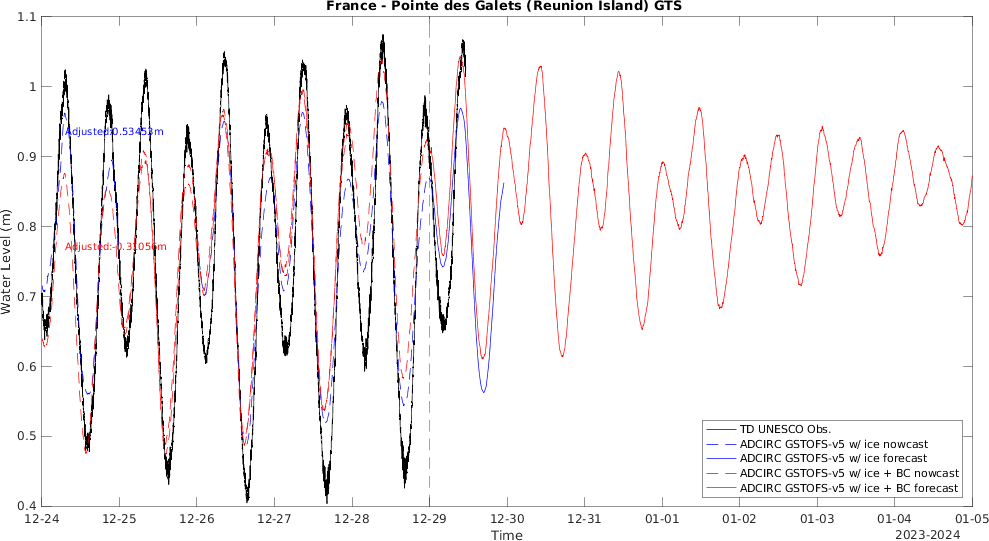 France - Pointe des Galets (Reunion Island) GTS
1.1
1
0.9
0.8
0.7
0.6
0.5
0.4
Water Level (m)
Adjusted:0.53453m
Adjusted:-0.31056m
TD UNESCO Obs.
ADCIRC GSTOFS-v5 w/ ice nowcast
ADCIRC GSTOFS-v5 w/ ice forecast
ADCIRC GSTOFS-v5 w/ ice + BC nowcast
ADCIRC GSTOFS-v5 w/ ice + BC forecast
12-24 12-25 12-26 12-27 12-28 12-29 12-30 12-31 01-01 01-02 01-03 01-04 01-05
Time
2023-2024